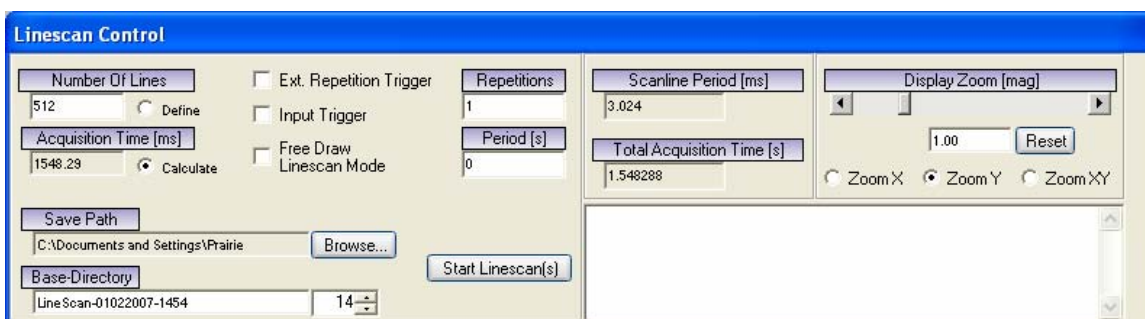 Linescan Control
Number Of Lines
512
Define
Acquisition Time [ms]
1548.29
Calculate
Ext. Repetition Trigger
Input Trigger
Free Draw
Linescan Mode
Repetitions
1
Period [s]
0
Scanline Period [ms]
3.024
Total Acquisition Time [s]
1.548288
Display Zoom [mag]
1.00
Reset
Zoom X
Zoom Y
Zoom XY
Save Path
C:\Documents and Settings\Prairie
Browse...
Base-Directory
LineScan-01022007-1454
14
Start Linescan(s)